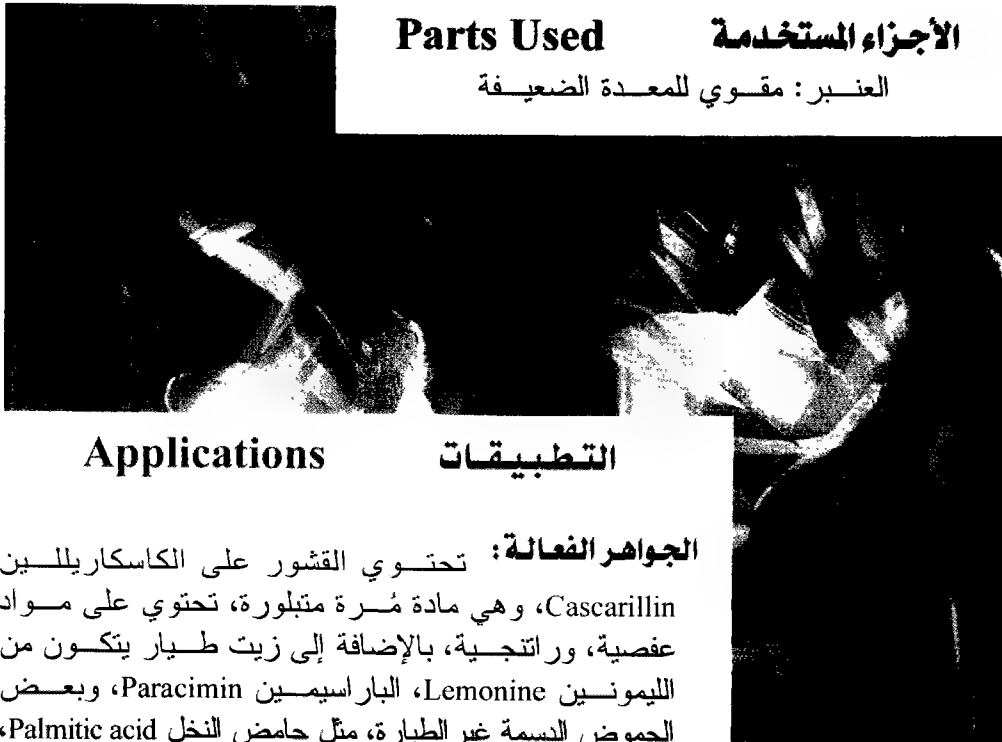 الأجزاء المستخدمة Parts Used
العنبر: مقوي للمعدة الضعيفة
التطبيقات Applications
الجواهر الفعالة: تحتوي القشور على الكاسكاريللين
Cascarillin، وهي مادة مُرة متبلورة، تحتوي على مواد
عفصية، وراتنجية، بالإضافة إلى زيت طيار يتكون من
الليمونين Lemonine، الباراسيمين Paracimin، وبعض
الحموض الدسمة غير الطيارة، مثل حامض النخل Palmitic acid،